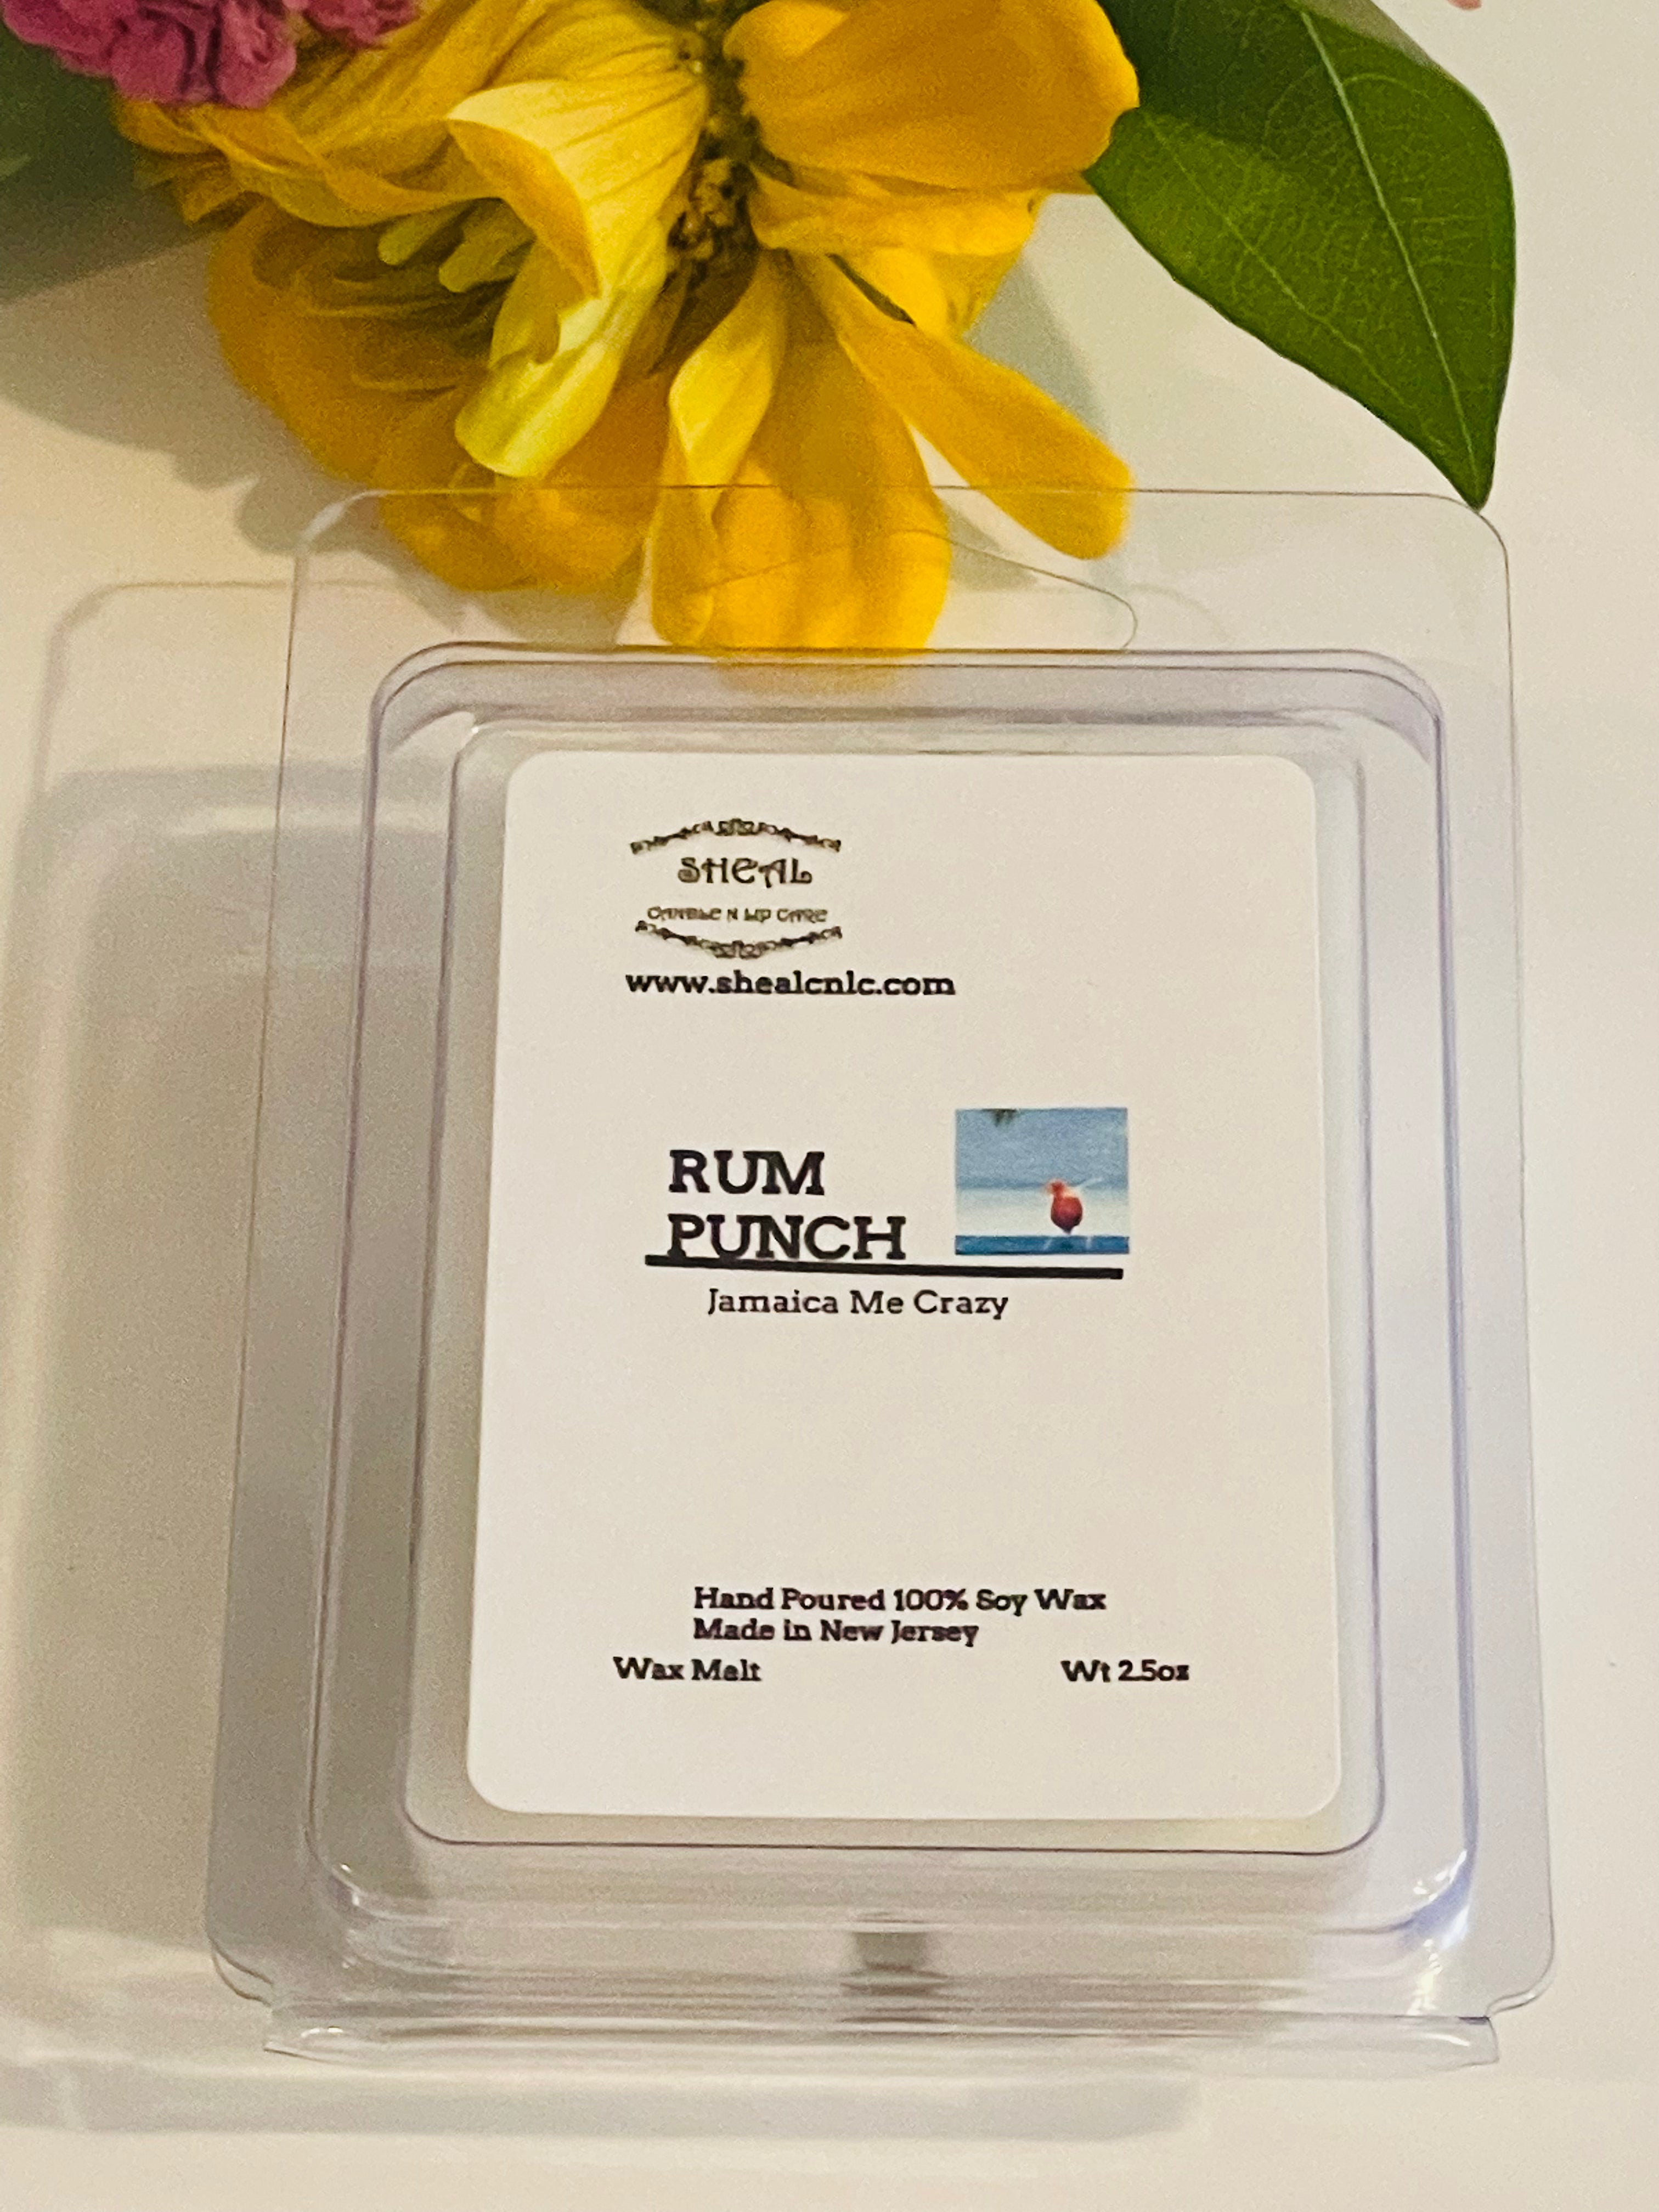 SHEAL
CANDLE N LIP CARE
www.shealcnlc.com
RUM
PUNCH
Jamaica Me Crazy
Hand Poured 100% Soy Wax
Made in New Jersey
Wax Melt Wt 2.5oz